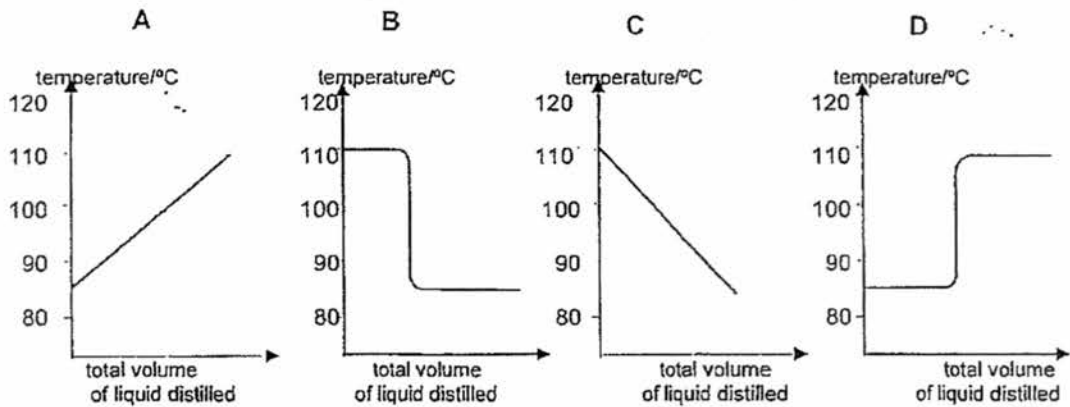 A
B
C
D
temperature/°C
120
110
100
90
80
total volume
of liquid distilled
temperature/°C
120
110
100
90
80
total volume
of liquid distilled
temperature/°C
120
110
100
90
80
total volume
of liquid distilled
temperature/°C
120
110
100
90
80
total volume
of liquid distilled